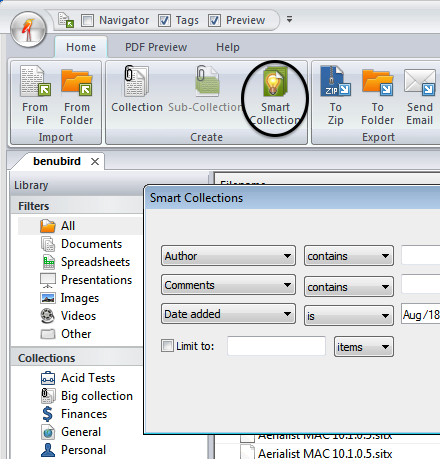 Navigator Tags Preview
Home PDF Preview Help
From File
From Folder
Collection
Sub-Collection
Smart Collection
ZIP
To Zip
To Folder
Send Email
Import Create Export
benubird
Library
Filters
All
Documents
Spreadsheets
Presentations
Images
Videos
Other
Collections
Acid Tests
Big collection
Finances
General
Personal
Filename
Smart Collections
Author contains
Comments contains
Date added is Aug/18
Limit to: items
Aerialist MAC 10.1.0.5.sitx
Aerialist MAC 10.1.0.5.sitx